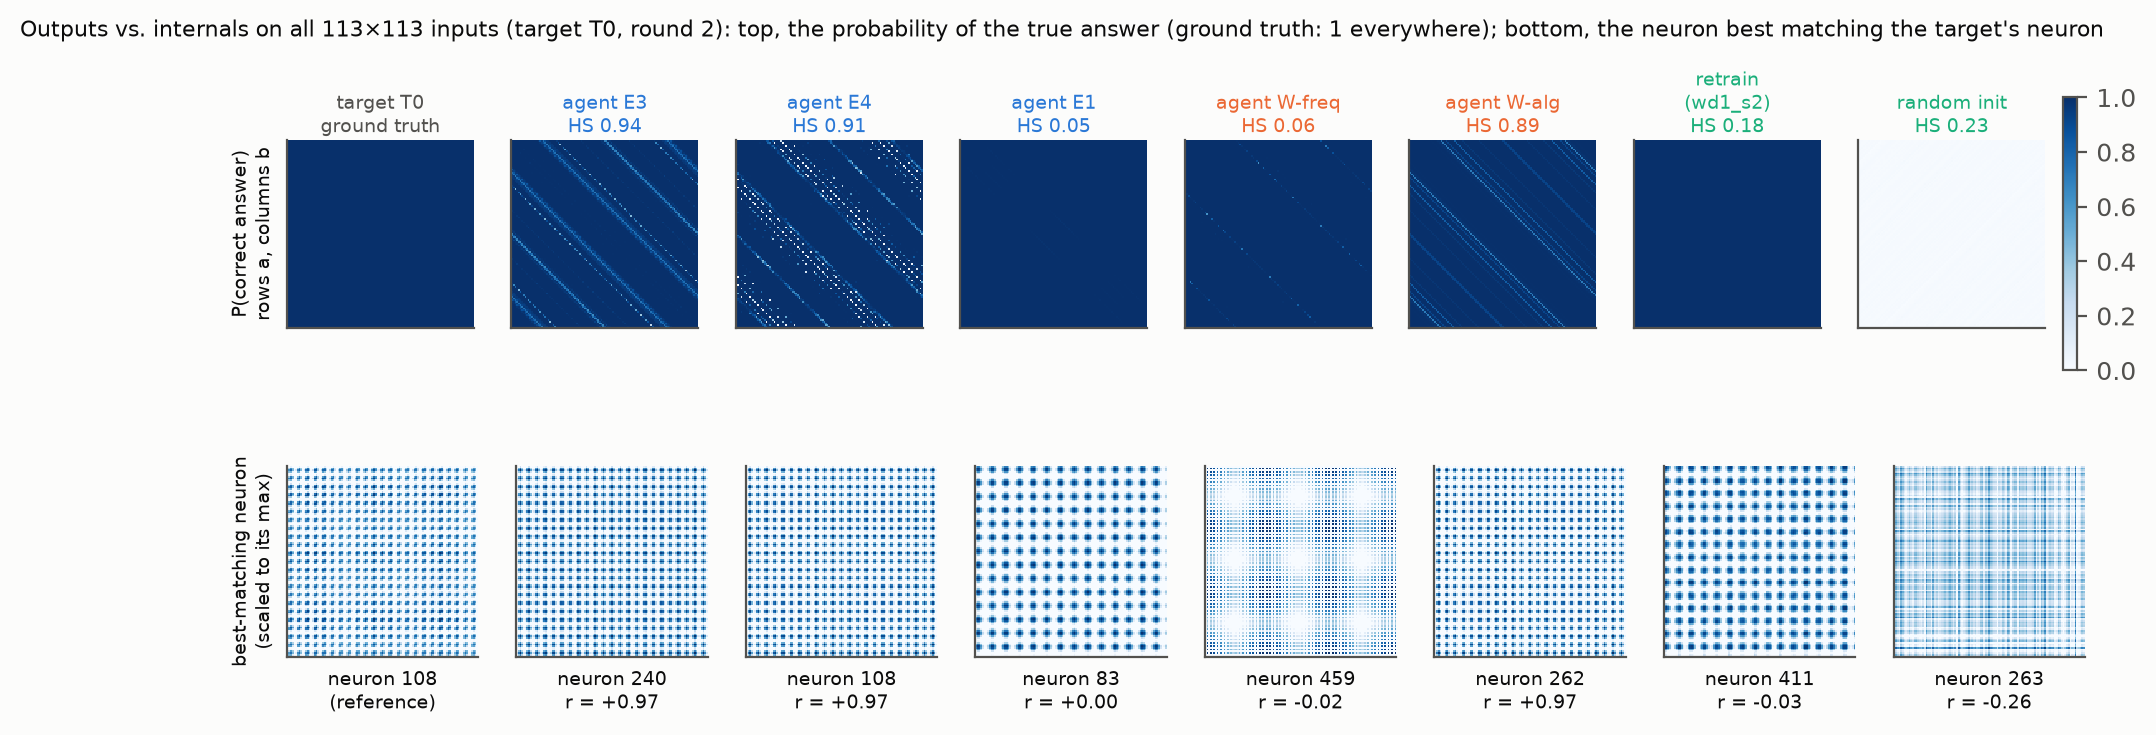 Outputs vs. internals on all 113×113 inputs (target T0, round 2): top, the probability of the true answer (ground truth: 1 everywhere); bottom, the neuron best matching the target's neuron
target T0
ground truth
agent E3
HS 0.94
agent E4
HS 0.91
agent E1
HS 0.05
agent W-freq
HS 0.06
agent W-alg
HS 0.89
retrain
(wd1_s2)
HS 0.18
random init
HS 0.23
P(correct answer)
rows a, columns b
1.0
0.8
0.6
0.4
0.2
0.0
best-matching neuron
(scaled to its max)
neuron 108
(reference)
neuron 240
r = +0.97
neuron 108
r = +0.97
neuron 83
r = +0.00
neuron 459
r = -0.02
neuron 262
r = +0.97
neuron 411
r = -0.03
neuron 263
r = -0.26